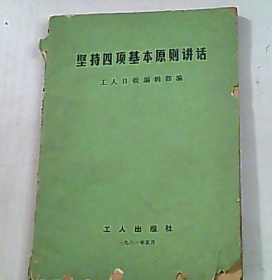 坚持四项基本原则讲话
工人日报编辑部编
工人出版社
一九八一年五月